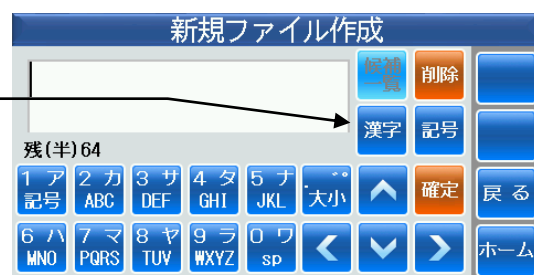 新規ファイル作成
候補
一覧
削除
漢字
記号
残(半)64
1 ア
記号
2 カ
ABC
3 サ
DEF
4 タ
GHI
5 ナ
JKL
゛゜
大小
確定
戻る
6 ハ
MNO
7 マ
PQRS
8 ヤ
TUV
9 ラ
WXYZ
0 ワ
sp
ホーム